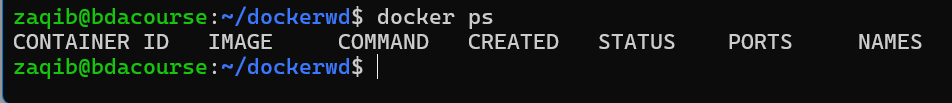 zaqib@bdacourse:~/dockerwd$ docker ps
CONTAINER ID   IMAGE     COMMAND   CREATED   STATUS    PORTS     NAMES
zaqib@bdacourse:~/dockerwd$